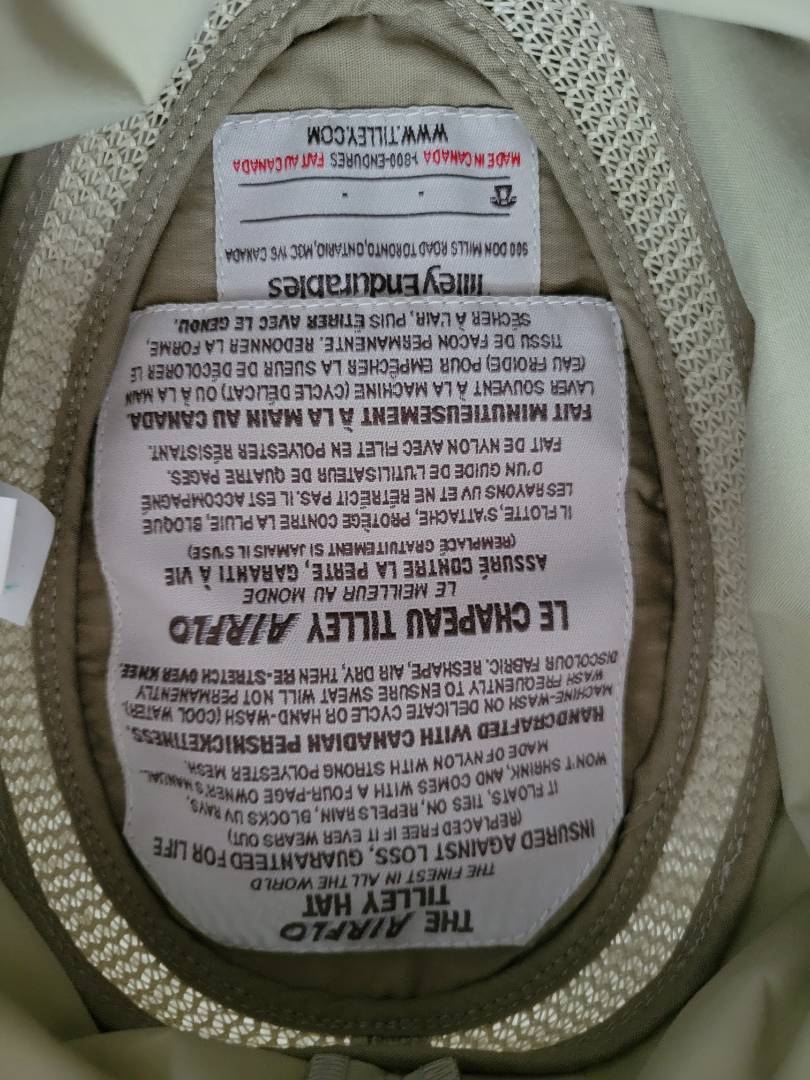 THE AIRFLO
TILLEY HAT
THE FINEST IN ALL THE WORLD
INSURED AGAINST LOSS, GUARANTEED FOR LIFE
(REPLACED FREE IF IT EVER WEARS OUT)
IT FLOATS, TIES ON, REPELS RAIN, BLOCKS UV RAYS,
WON'T SHRINK, AND COMES WITH A FOUR-PAGE OWNER'S MANUAL.
MADE OF NYLON WITH STRONG POLYESTER MESH.
HANDCRAFTED WITH CANADIAN PERSNICKETINESS.
MACHINE-WASH ON DELICATE CYCLE OR HAND-WASH (COOL WATER).
WASH FREQUENTLY TO ENSURE SWEAT WILL NOT PERMANENTLY
DISCOLOUR FABRIC. RESHAPE, AIR DRY, THEN RE-STRETCH OVER KNEE.
LE CHAPEAU TILLEY AIRFLO
LE MEILLEUR AU MONDE
ASSURÉ CONTRE LA PERTE, GARANTI À VIE
(REMPLACÉ GRATUITEMENT SI JAMAIS IL S'USE)
IL FLOTTE, S'ATTACHE, PROTÈGE CONTRE LA PLUIE, BLOQUE
LES RAYONS UV ET NE RÉTRÉCIT PAS. IL EST ACCOMPAGNÉ
D'UN GUIDE DE L'UTILISATEUR DE QUATRE PAGES.
FAIT DE NYLON AVEC FILET EN POLYESTER RÉSISTANT.
FAIT MINUTIEUSEMENT À LA MAIN AU CANADA.
LAVER SOUVENT À LA MACHINE (CYCLE DÉLICAT) OU À LA MAIN
(EAU FROIDE) POUR EMPÊCHER LA SUEUR DE DÉCOLORER LE
TISSU DE FACON PERMANENTE. REDONNER LA FORME,
SÉCHER À L'AIR, PUIS ÉTIRER AVEC LE GENOU.
Tilley Endurables
900 DON MILLS ROAD TORONTO, ONTARIO, M3C 1V6 CANADA
- -
MADE IN CANADA 1-800-ENDURES FAIT AU CANADA
WWW.TILLEY.COM